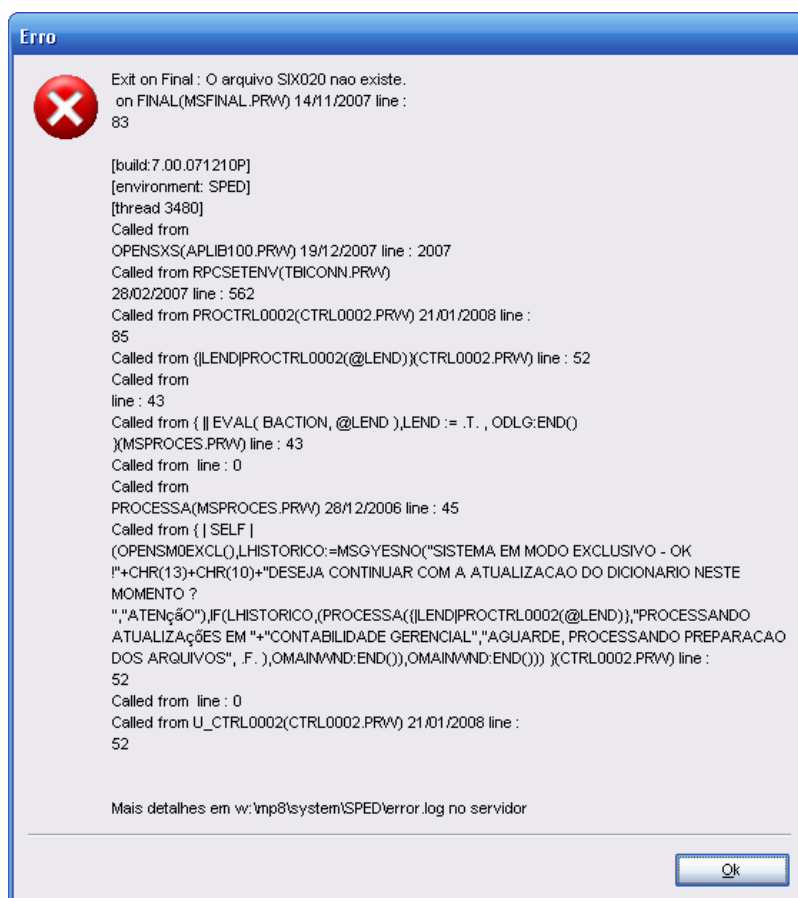 Erro
Exit on Final : O arquivo SIX020 nao existe.
on FINAL(MSFINAL.PRW) 14/11/2007 line :
83
[build:7.00.071210P]
[environment: SPED]
[thread 3480]
Called from
OPENSXS(APLIB100.PRW) 19/12/2007 line : 2007
Called from RPCSETENV(TBICONN.PRW)
28/02/2007 line : 562
Called from PROCTRL0002(CTRL0002.PRW) 21/01/2008 line :
85
Called from {|LEND|PROCTRL0002(@LEND)}(CTRL0002.PRW) line : 52
Called from
line : 43
Called from { || EVAL( BACTION, @LEND ),LEND := .T. , ODLG:END()
}(MSPROCES.PRW) line : 43
Called from  line : 0
Called from
PROCESSA(MSPROCES.PRW) 28/12/2006 line : 45
Called from { | SELF |
(OPENSM0EXCL(),LHISTORICO:=MSGYESNO("SISTEMA EM MODO EXCLUSIVO - OK
!"+CHR(13)+CHR(10)+"DESEJA CONTINUAR COM A ATUALIZACAO DO DICIONARIO NESTE
MOMENTO ?
","ATENçãO"),IF(LHISTORICO,(PROCESSA({|LEND|PROCTRL0002(@LEND)},"PROCESSANDO
ATUALIZAçõES EM "+"CONTABILIDADE GERENCIAL","AGUARDE, PROCESSANDO PREPARACAO
DOS ARQUIVOS", .F. ),OMAINWND:END()),OMAINWND:END())) }(CTRL0002.PRW) line :
52
Called from  line : 0
Called from U_CTRL0002(CTRL0002.PRW) 21/01/2008 line :
52
Mais detalhes em w:\mp8\system\SPED\error.log no servidor
Ok